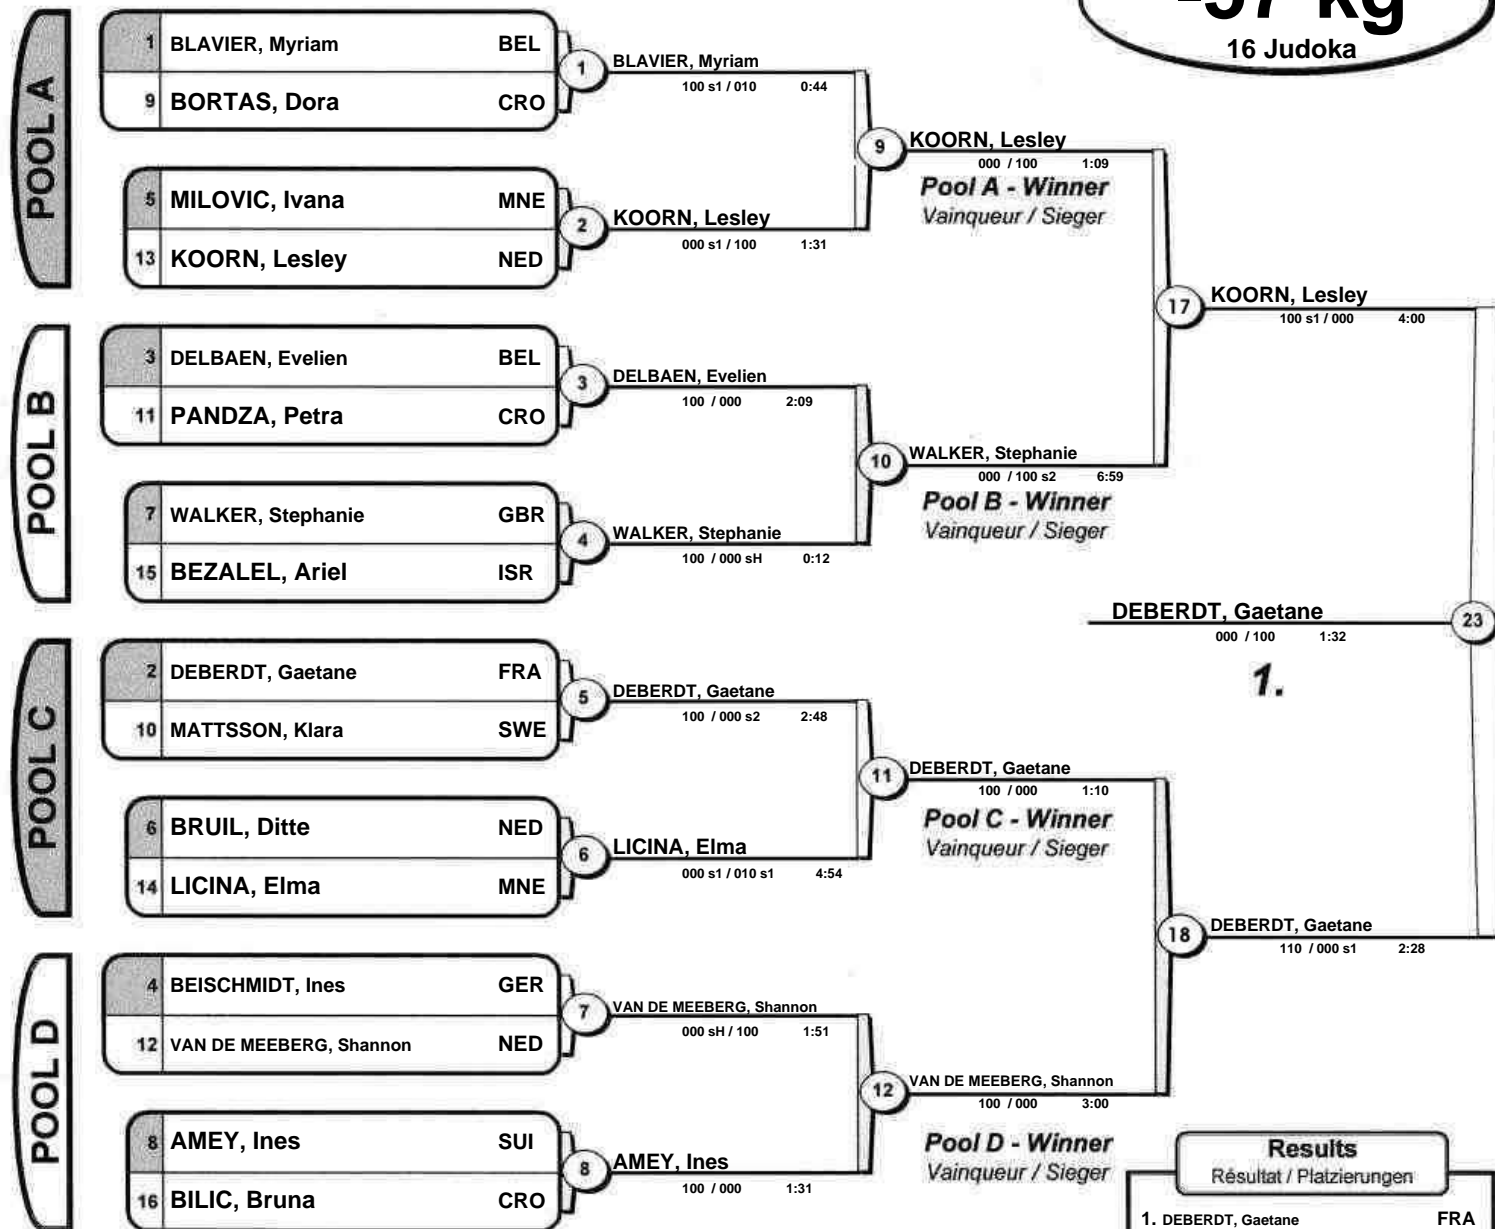 -57 kg
16 Judoka
POOL A
1 BLAVIER, Myriam BEL
9 BORTAS, Dora CRO
1
BLAVIER, Myriam
100 s1 / 010 0:44
5 MILOVIC, Ivana MNE
13 KOORN, Lesley NED
2
KOORN, Lesley
000 s1 / 100 1:31
9
KOORN, Lesley
000 / 100 1:09
Pool A - Winner
Vainqueur / Sieger
POOL B
3 DELBAEN, Evelien BEL
11 PANDZA, Petra CRO
3
DELBAEN, Evelien
100 / 000 2:09
7 WALKER, Stephanie GBR
15 BEZALEL, Ariel ISR
4
WALKER, Stephanie
100 / 000 sH 0:12
10
WALKER, Stephanie
000 / 100 s2 6:59
Pool B - Winner
Vainqueur / Sieger
17
KOORN, Lesley
100 s1 / 000 4:00
DEBERDT, Gaetane
23
000 / 100 1:32
1.
POOL C
2 DEBERDT, Gaetane FRA
10 MATTSSON, Klara SWE
5
DEBERDT, Gaetane
100 / 000 s2 2:48
6 BRUIL, Ditte NED
14 LICINA, Elma MNE
6
LICINA, Elma
000 s1 / 010 s1 4:54
11
DEBERDT, Gaetane
100 / 000 1:10
Pool C - Winner
Vainqueur / Sieger
POOL D
4 BEISCHMIDT, Ines GER
12 VAN DE MEEBERG, Shannon NED
7
VAN DE MEEBERG, Shannon
000 sH / 100 1:51
8 AMEY, Ines SUI
16 BILIC, Bruna CRO
8
AMEY, Ines
100 / 000 1:31
12
VAN DE MEEBERG, Shannon
100 / 000 3:00
Pool D - Winner
Vainqueur / Sieger
18
DEBERDT, Gaetane
110 / 000 s1 2:28
Results
Résultat / Platzierungen
1. DEBERDT, Gaetane FRA